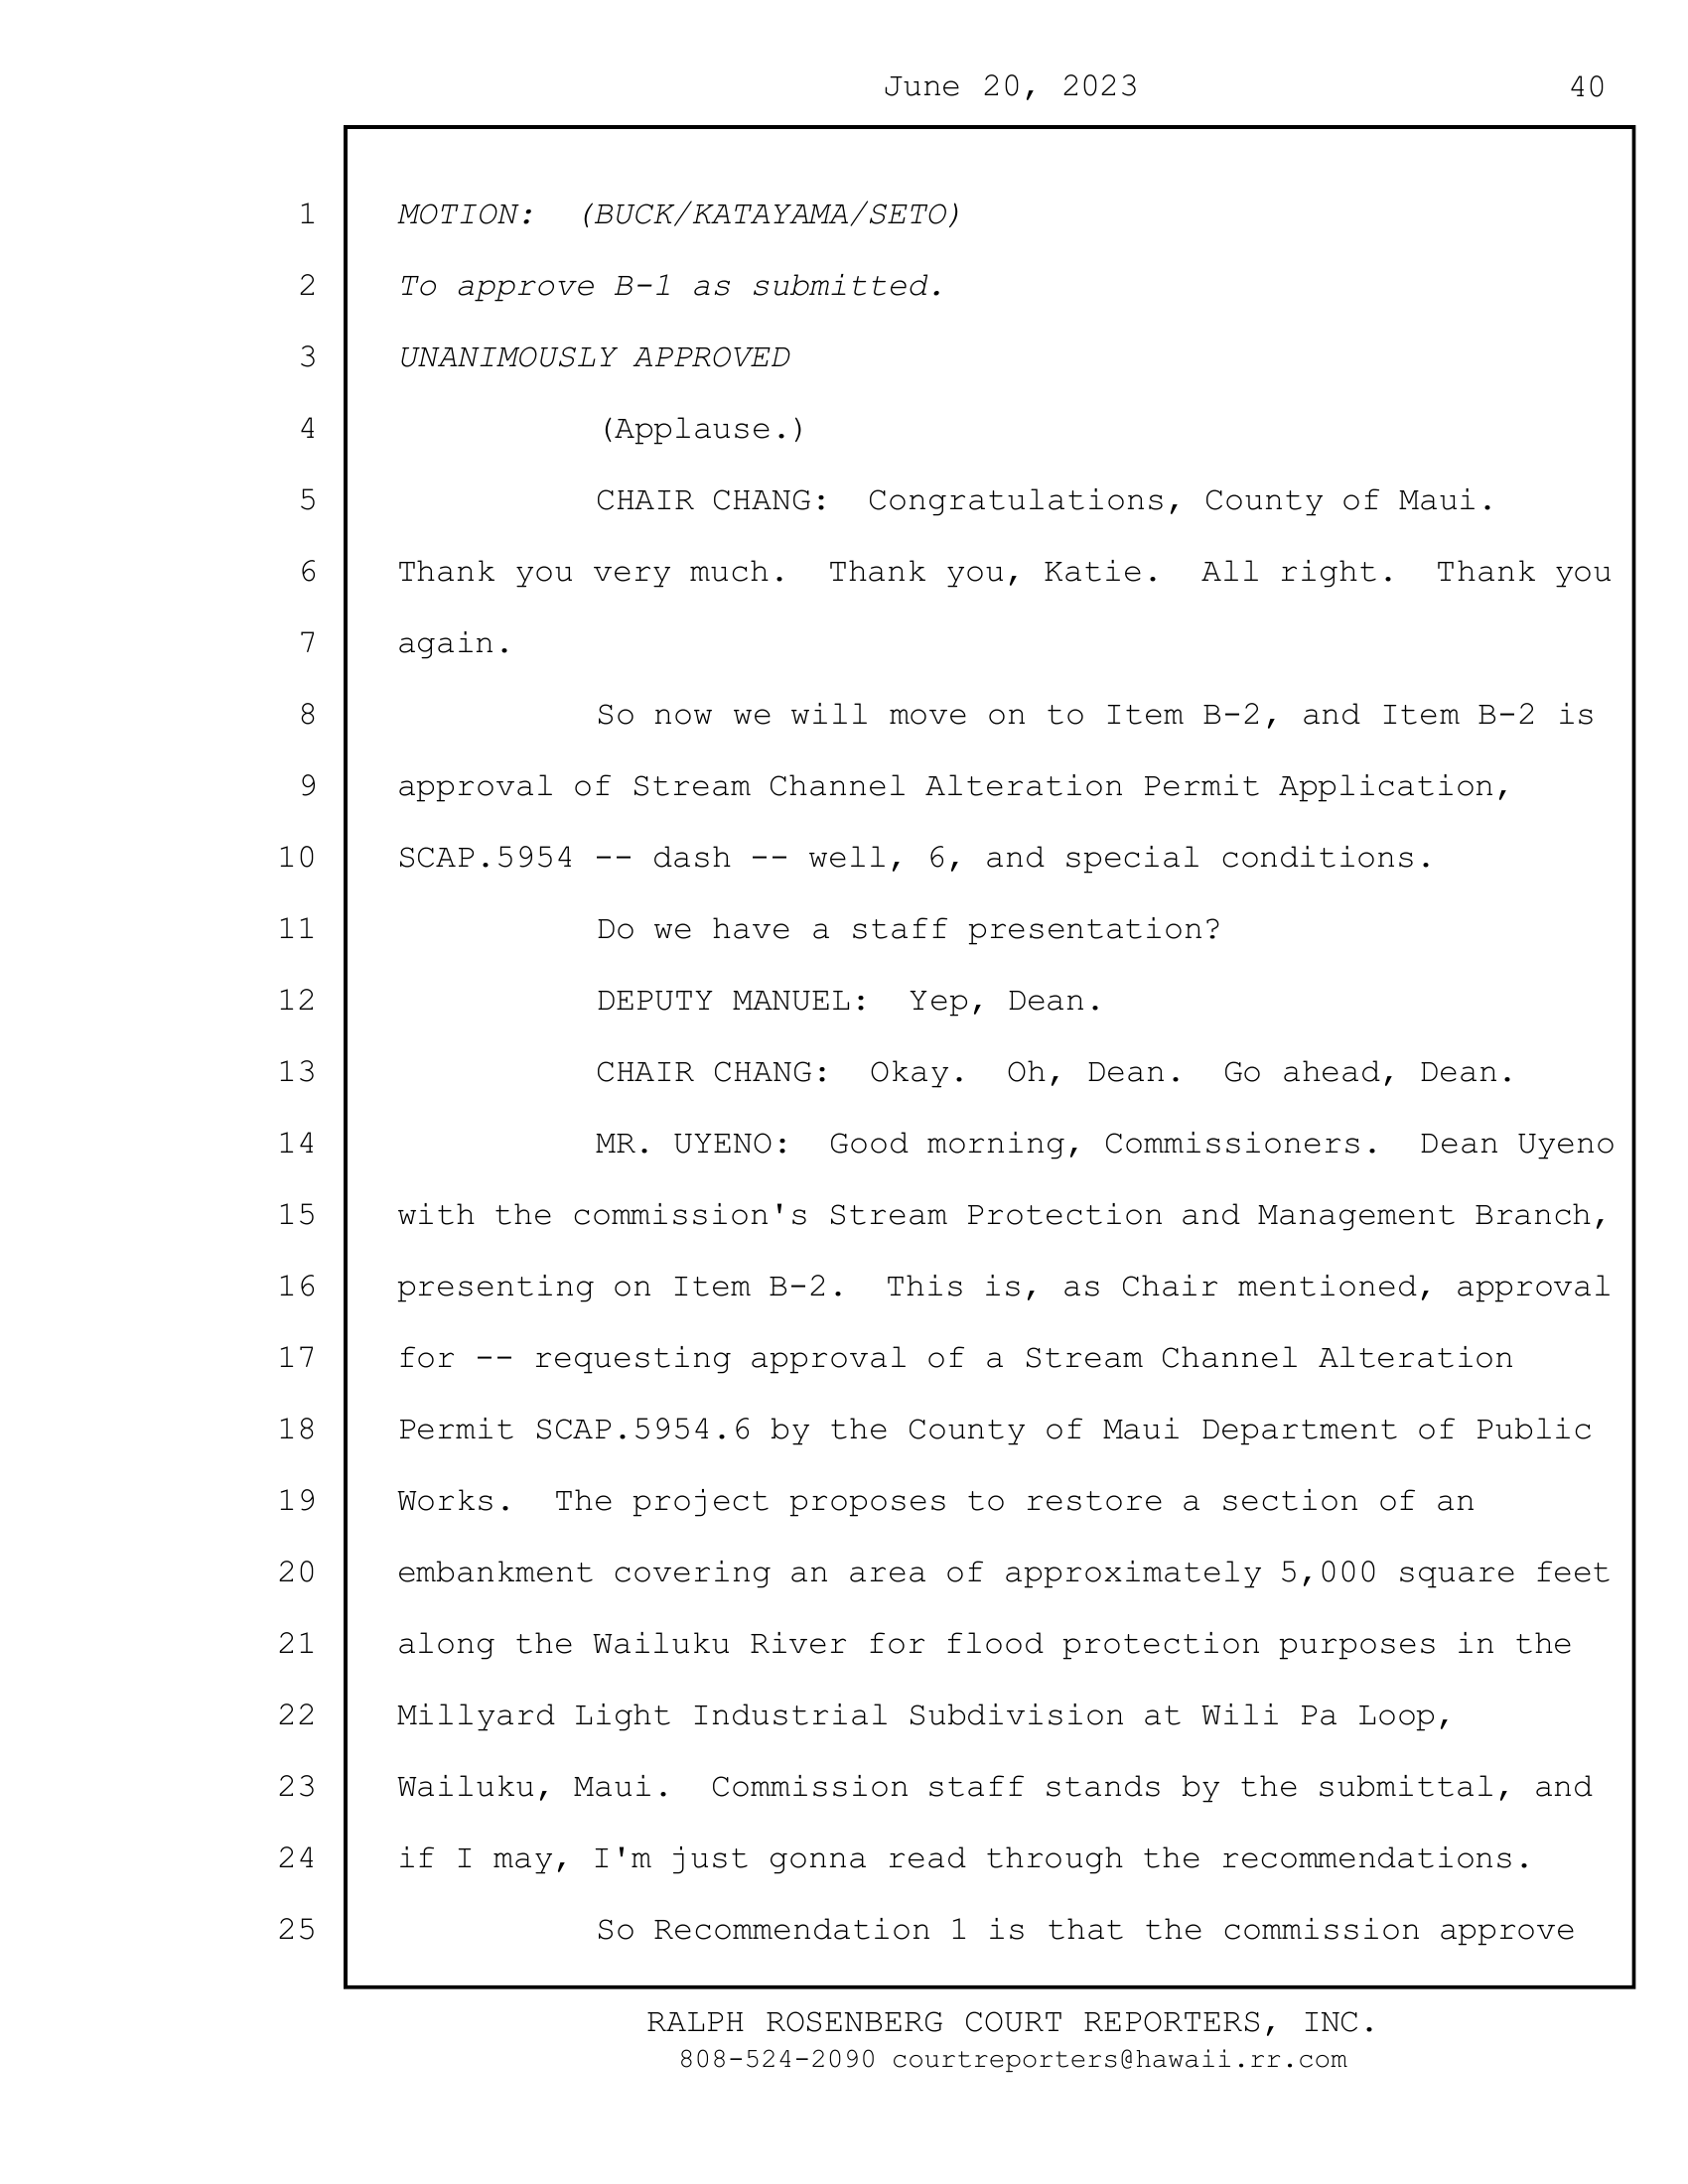 June 20, 2023 40
1 MOTION:  (BUCK/KATAYAMA/SETO)
2 To approve B-1 as submitted.
3 UNANIMOUSLY APPROVED
4 (Applause.)
5 CHAIR CHANG:  Congratulations, County of Maui.
6 Thank you very much.  Thank you, Katie.  All right.  Thank you
7 again.
8 So now we will move on to Item B-2, and Item B-2 is
9 approval of Stream Channel Alteration Permit Application,
10 SCAP.5954 -- dash -- well, 6, and special conditions.
11 Do we have a staff presentation?
12 DEPUTY MANUEL:  Yep, Dean.
13 CHAIR CHANG:  Okay.  Oh, Dean.  Go ahead, Dean.
14 MR. UYENO:  Good morning, Commissioners.  Dean Uyeno
15 with the commission's Stream Protection and Management Branch,
16 presenting on Item B-2.  This is, as Chair mentioned, approval
17 for -- requesting approval of a Stream Channel Alteration
18 Permit SCAP.5954.6 by the County of Maui Department of Public
19 Works.  The project proposes to restore a section of an
20 embankment covering an area of approximately 5,000 square feet
21 along the Wailuku River for flood protection purposes in the
22 Millyard Light Industrial Subdivision at Wili Pa Loop,
23 Wailuku, Maui.  Commission staff stands by the submittal, and
24 if I may, I'm just gonna read through the recommendations.
25 So Recommendation 1 is that the commission approve
RALPH ROSENBERG COURT REPORTERS, INC.
808-524-2090 courtreporters@hawaii.rr.com